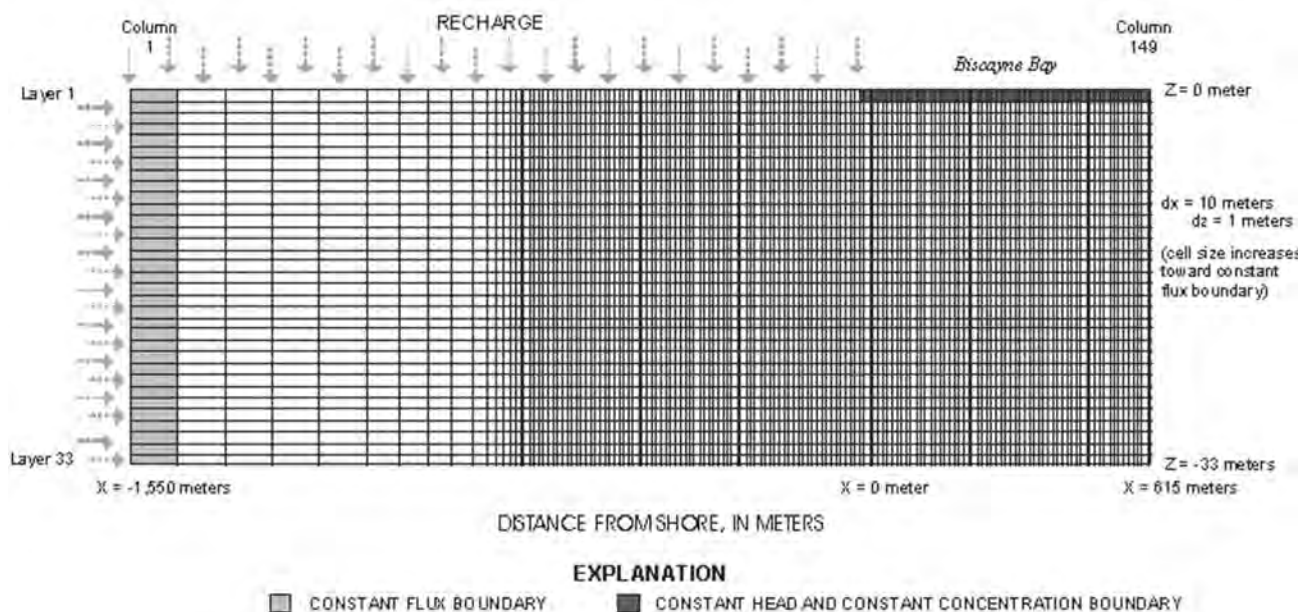 Column
1
RECHARGE
Column
149
Biscayne Bay
Layer 1
Z = 0 meter
dx = 10 meters
dz = 1 meters
(cell size increases
toward constant
flux boundary)
Layer 33
Z = -33 meters
X = -1,550 meters
X = 0 meter
X = 615 meters
DISTANCE FROM SHORE, IN METERS
EXPLANATION
CONSTANT FLUX BOUNDARY
CONSTANT HEAD AND CONSTANT CONCENTRATION BOUNDARY